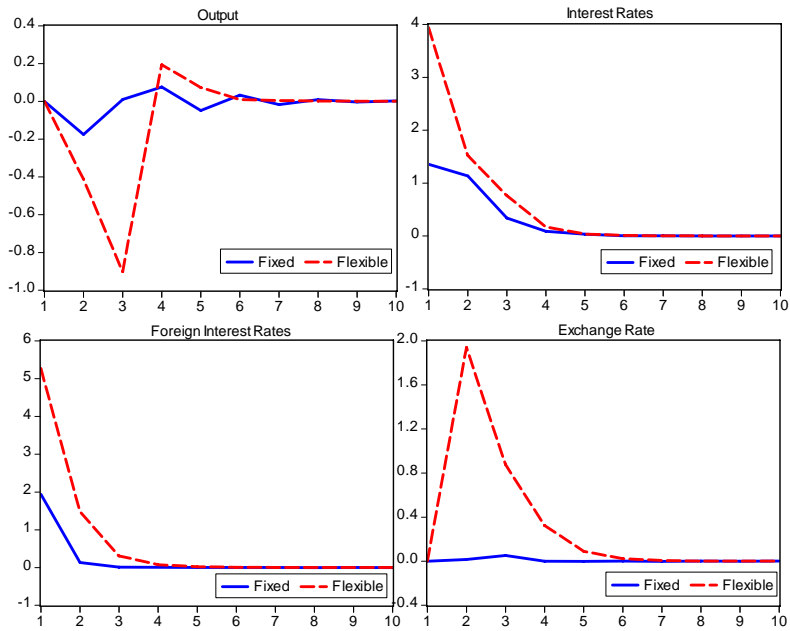 Output
0.4
0.2
0.0
-0.2
-0.4
-0.6
-0.8
-1.0
Fixed Flexible
1 2 3 4 5 6 7 8 9 10
Interest Rates
4
3
2
1
0
-1
Fixed Flexible
1 2 3 4 5 6 7 8 9 10
Foreign Interest Rates
6
5
4
3
2
1
0
-1
Fixed Flexible
1 2 3 4 5 6 7 8 9 10
Exchange Rate
2.0
1.6
1.2
0.8
0.4
0.0
-0.4
Fixed Flexible
1 2 3 4 5 6 7 8 9 10